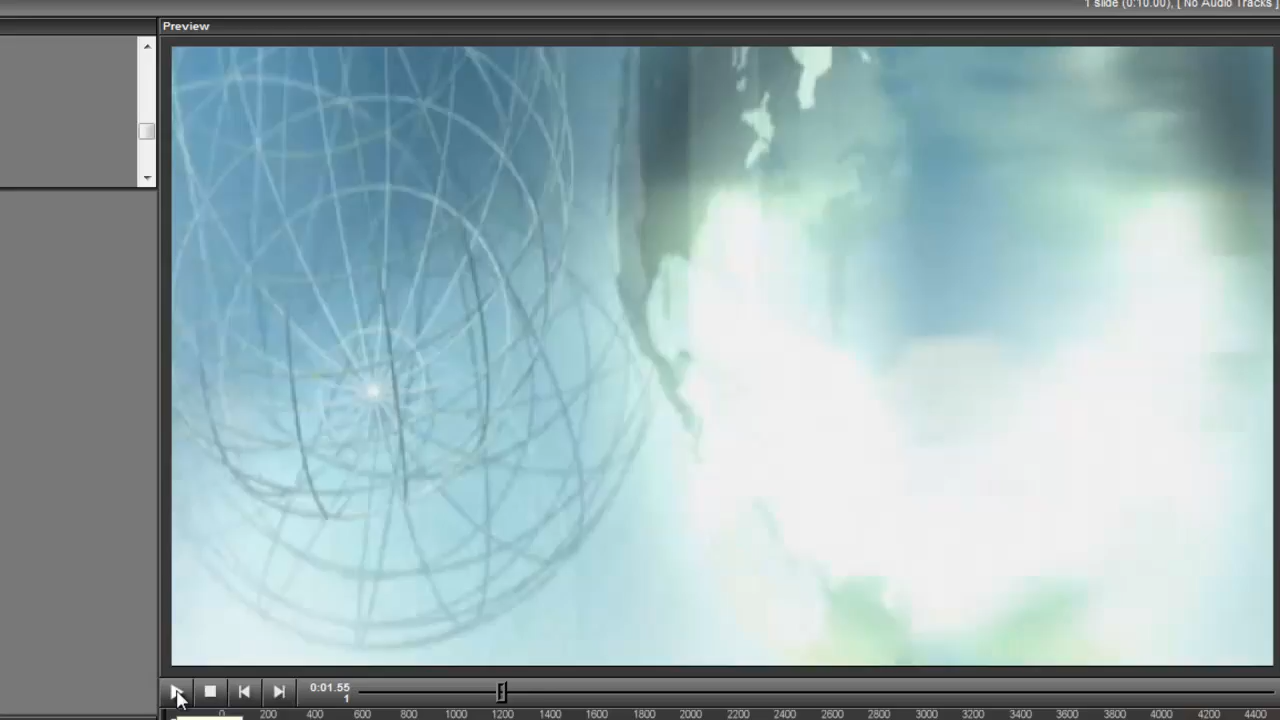 1 slide (0:10.00), [ No Audio Tracks ]
Preview
0:01.55
1
0 200 400 600 800 1000 1200 1400 1600 1800 2000 2200 2400 2600 2800 3000 3200 3400 3600 3800 4000 4200 4400